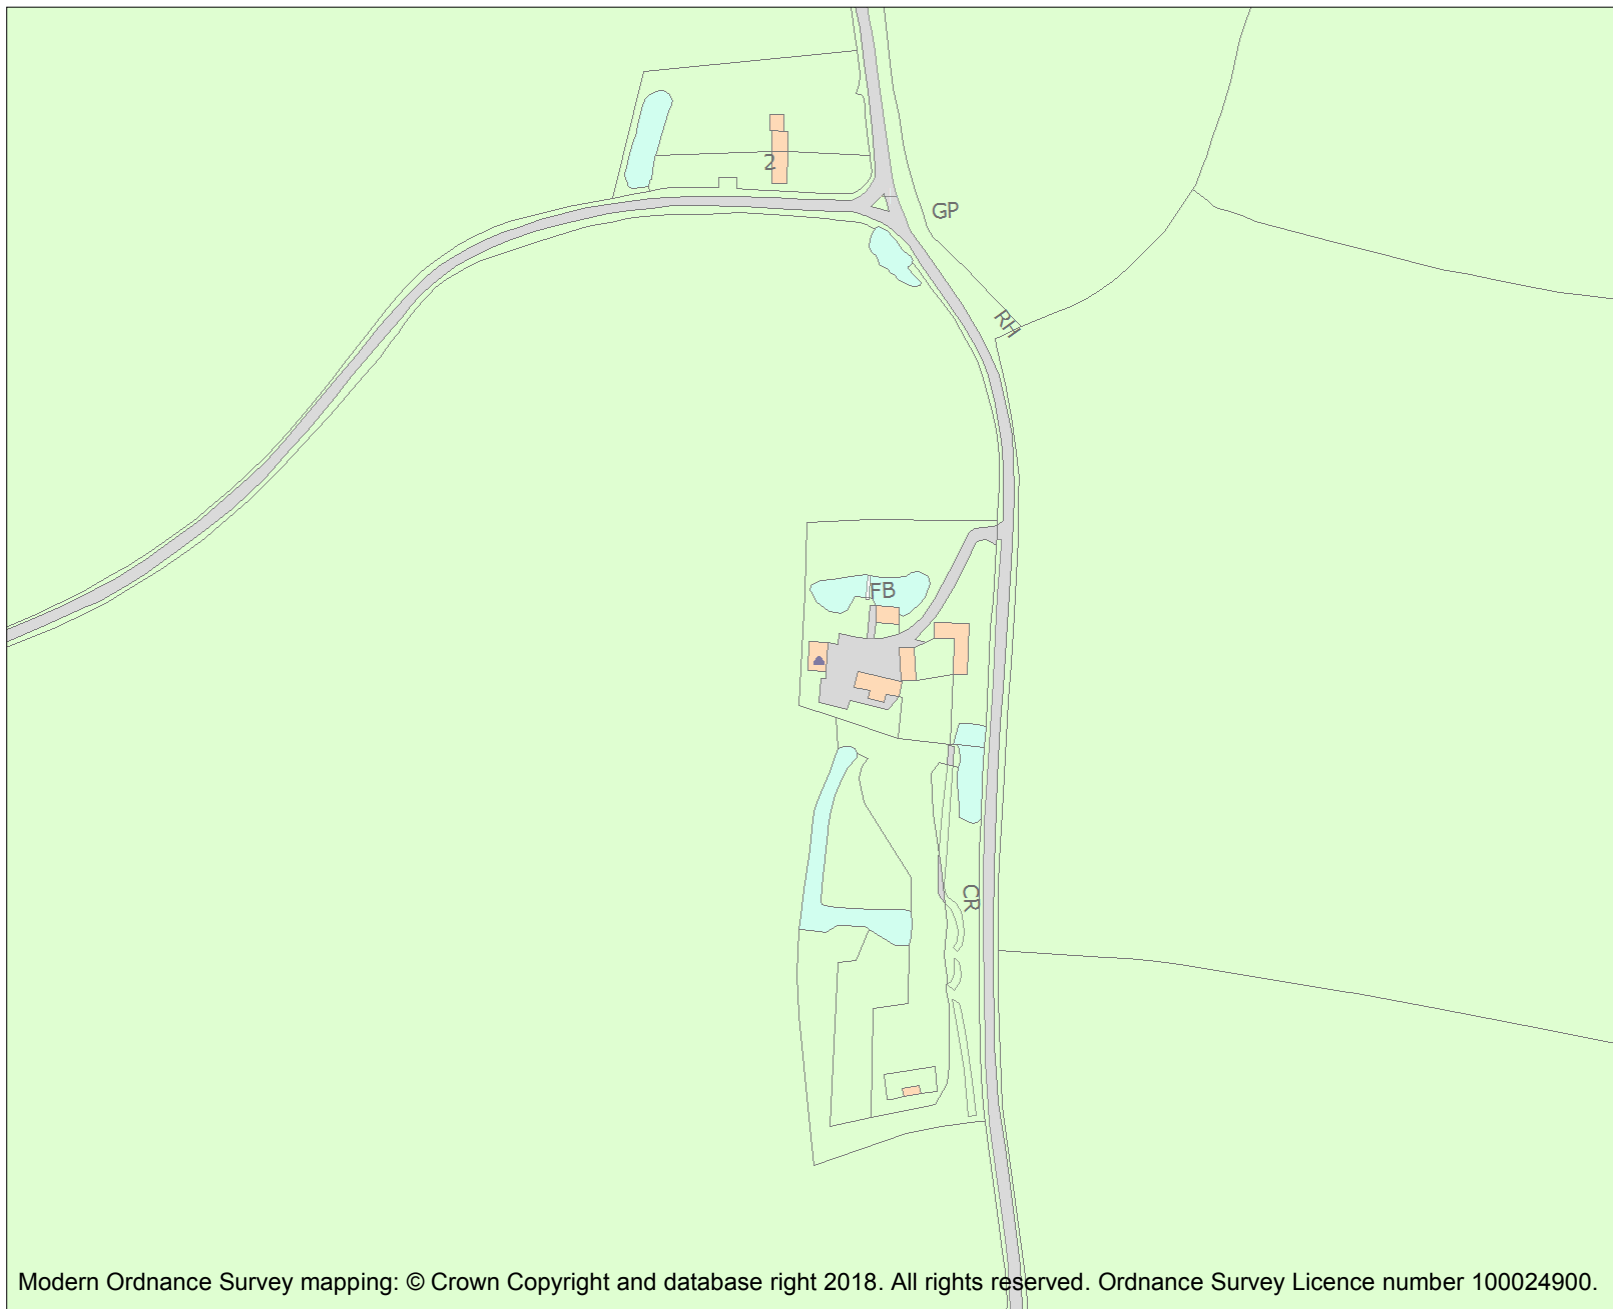 2
GP
RH
FB
CR
Modern Ordnance Survey mapping: © Crown Copyright and database right 2018. All rights reserved. Ordnance Survey Licence number 100024900.